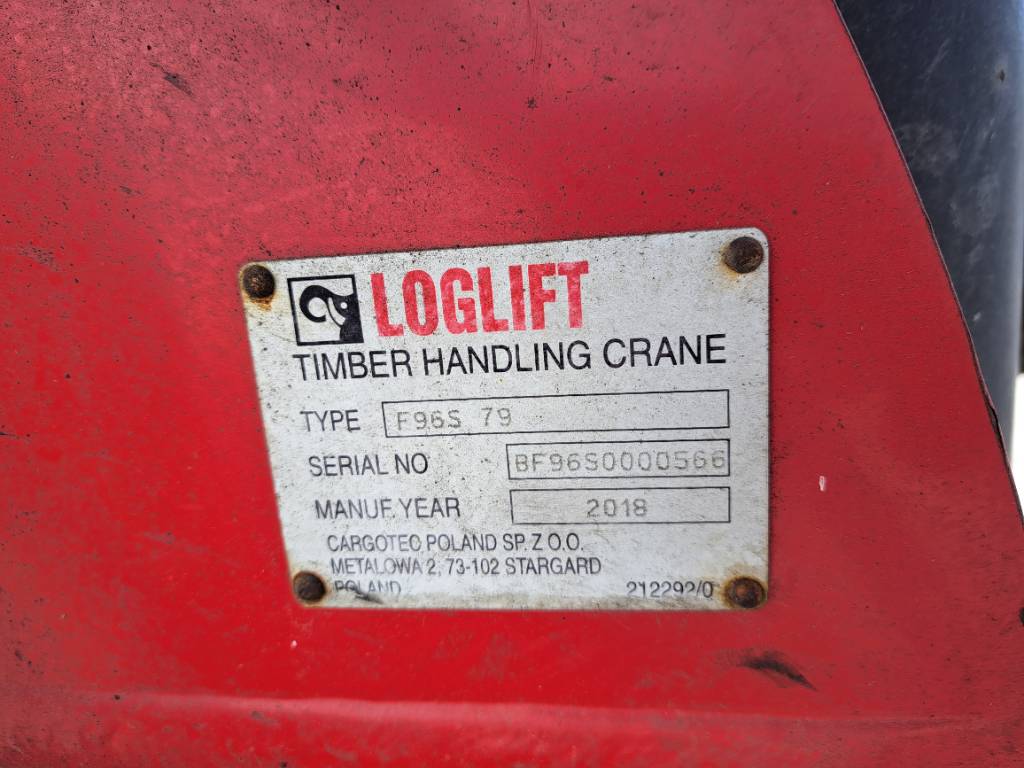 LOGLIFT
TIMBER HANDLING CRANE
TYPE F96S 79
SERIAL NO BF96S0000566
MANUF. YEAR 2018
CARGOTEC POLAND SP. Z O.O.
METALOWA 2, 73-102 STARGARD
POLAND 212292/0